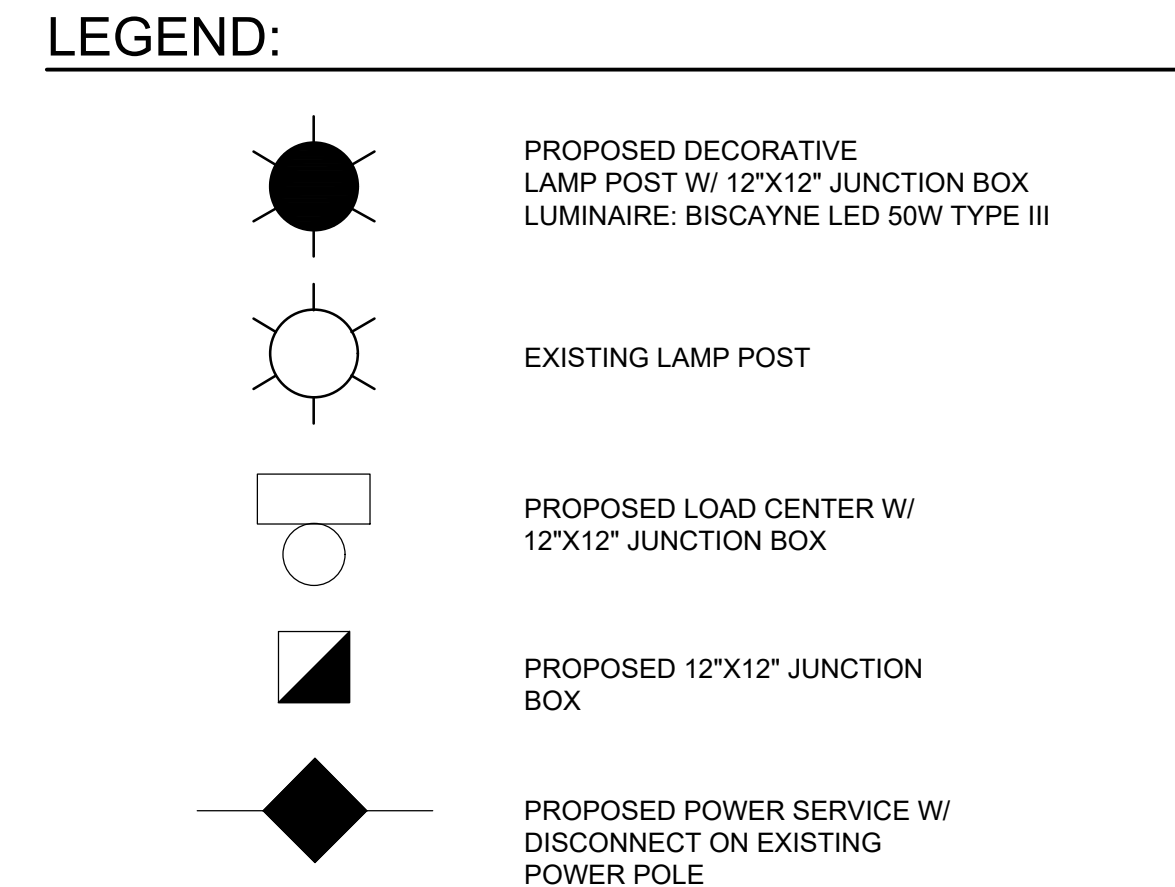 LEGEND:
PROPOSED DECORATIVE
LAMP POST W/ 12"X12" JUNCTION BOX
LUMINAIRE: BISCAYNE LED 50W TYPE III
EXISTING LAMP POST
PROPOSED LOAD CENTER W/
12"X12" JUNCTION BOX
PROPOSED 12"X12" JUNCTION
BOX
PROPOSED POWER SERVICE W/
DISCONNECT ON EXISTING
POWER POLE